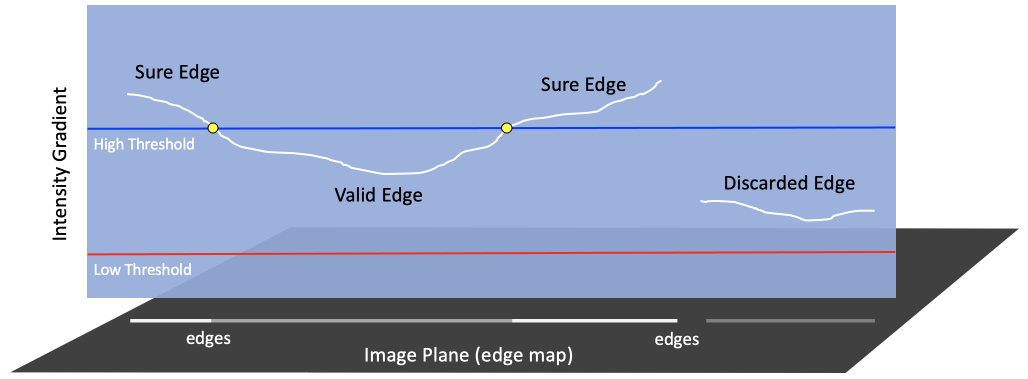 Sure Edge
Sure Edge
Intensity Gradient
High Threshold
Valid Edge
Discarded Edge
Low Threshold
edges
edges
Image Plane (edge map)